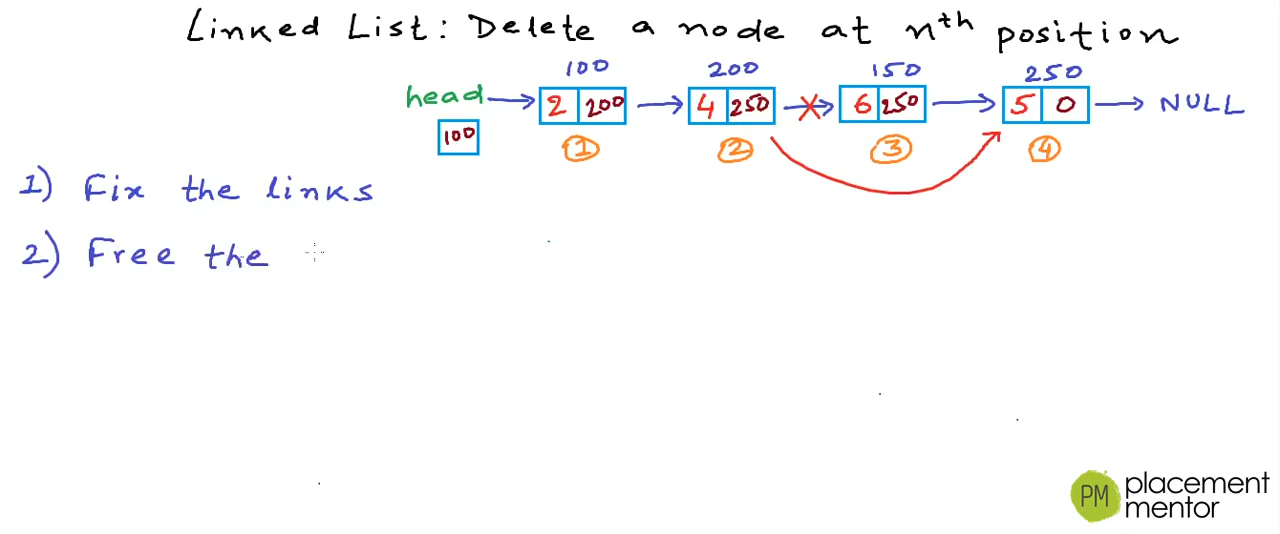 Linked List: Delete a node at nth position
100 200 150 250
head 2 200 4 250 6 250 5 0 NULL
100 1 2 3 4
1) Fix the links
2) Free the
PM placement
mentor